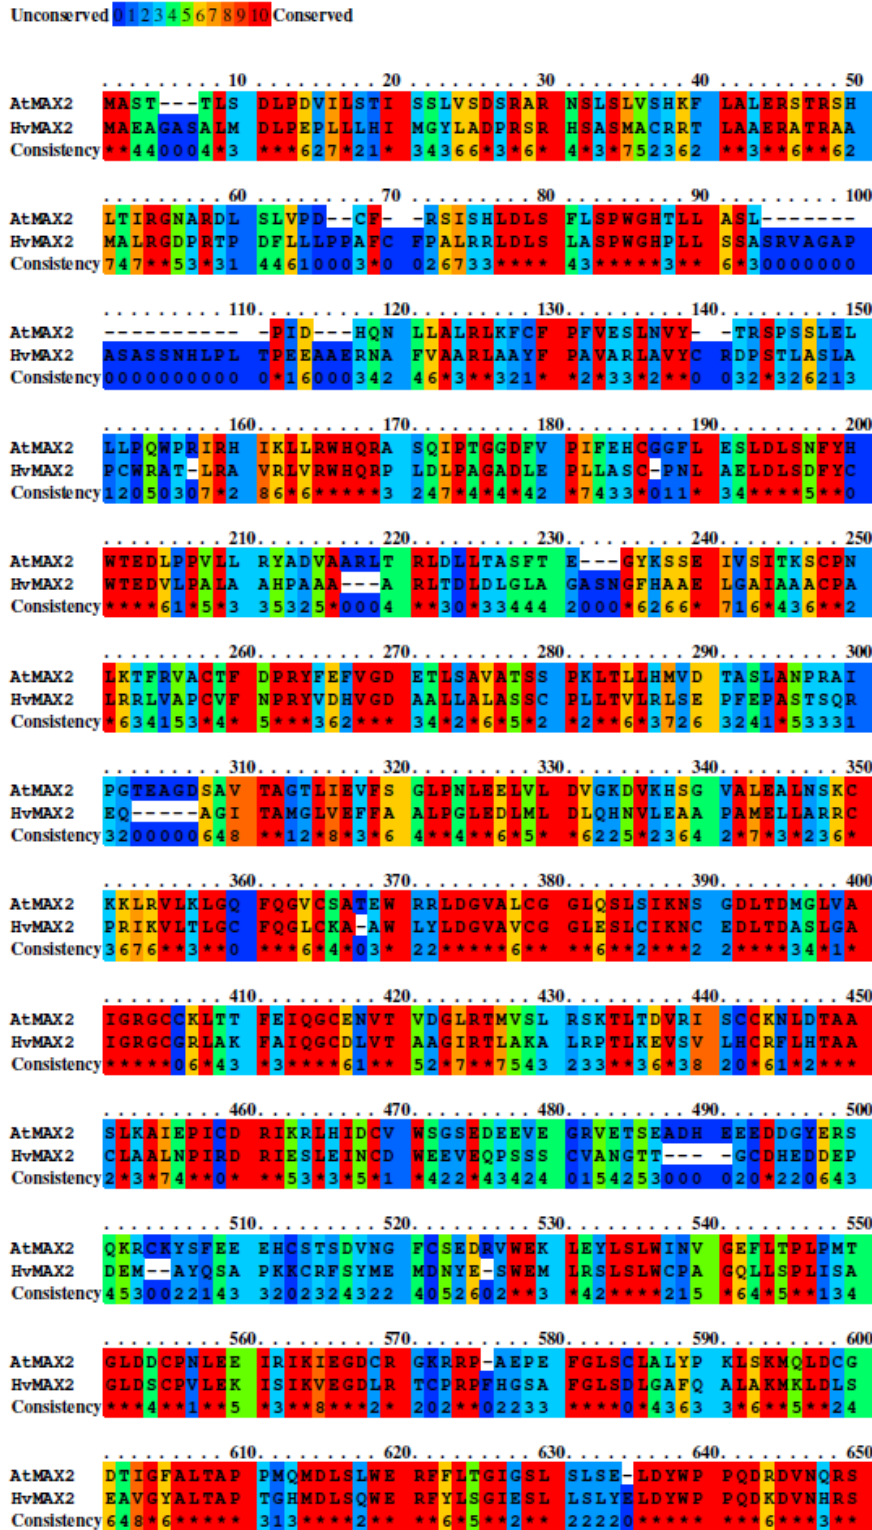 Unconserved 0 1 2 3 4 5 6 7 8 9 10 Conserved
. . . . . . . . . 10 . . . . . . . . . 20 . . . . . . . . . 30 . . . . . . . . . 40 . . . . . . . . . 50
AtMAX2 MAST---TLS DLPDVILSTI SSLVSDSRAR NSLSLVSHKF LALERSTRSH
HvMAX2 MAEAGASALM DLPEPLLLHI MGYLADPRSR HSASMACRRT LAAERATRAA
Consistency **440004*3 ***627*21* 34366*3*6* 4*3*752362 **3**6**62
. . . . . . . . . 60 . . . . . . . . . 70 . . . . . . . . . 80 . . . . . . . . . 90 . . . . . . . . . 100
AtMAX2 LTIRGNARDL SLVPD--CF- -RSISHLDLS FLSPWGHTLL ASL-------
HvMAX2 MALRGDPRTP DFLLLPPAFC FPALRRLDLS LASPWGHPLL SSASRVAGAP
Consistency 747**53*31 44610003*0 026733**** 43*****3** 6*30000000
. . . . . . . . . 110 . . . . . . . . . 120 . . . . . . . . . 130 . . . . . . . . . 140 . . . . . . . . . 150
AtMAX2 ---------- -PID---HQN LLALRLKFCF PFVESLNVY- -TRSPSSLEL
HvMAX2 ASASSNHLPL TPEEAAERNA FVAARLAAYF PAVARLAVYC RDPSTLASLA
Consistency 0000000000 0*16000342 46*3**321* *2*33*2**0 032*326213
. . . . . . . . . 160 . . . . . . . . . 170 . . . . . . . . . 180 . . . . . . . . . 190 . . . . . . . . . 200
AtMAX2 LLPQWPRIRH IKLLRWHQRA SQIPTGGDFV PIFEHCGGFL ESLDLSNFYH
HvMAX2 PCWRAT-LRA VRLVRWHQRP LDLPAGADLE PLLASC-PNL AELDLSDFYC
Consistency 12050307*2 86*6*****3 247*4*4*42 *7433*011* 34****5**0
. . . . . . . . . 210 . . . . . . . . . 220 . . . . . . . . . 230 . . . . . . . . . 240 . . . . . . . . . 250
AtMAX2 WTEDLPPVLL RYADVAARLT RLDLLTASFT E---GYKSSE IVSITKSCPN
HvMAX2 WTEDVLPALA AHPAAA---A RLTDLDLGLA GASNGFHAAE LGAIAAACPA
Consistency ****61*5*3 35325*0004 **30*33444 2000*6266* 716*436**2
. . . . . . . . . 260 . . . . . . . . . 270 . . . . . . . . . 280 . . . . . . . . . 290 . . . . . . . . . 300
AtMAX2 LKTFRVACTF DPRYFEFVGD ETLSAVATSS PKLTLLHMVD TASLANPRAI
HvMAX2 LRRLVAPCVF NPRYVDHVGD AALLALASSC PLLTVLRLSE PFEPASTSQR
Consistency *634153*4* 5***362*** 34*2*6*5*2 *2**6*3726 3241*53331
. . . . . . . . . 310 . . . . . . . . . 320 . . . . . . . . . 330 . . . . . . . . . 340 . . . . . . . . . 350
AtMAX2 PGTEAGDSAV TAGTLIEVFS GLPNLEELVL DVGKDVKHSG VALEALNSKC
HvMAX2 EQ-----AGI TAMGLVEFFA ALPGLEDLML DLQHNVLEAA PAMELLARRC
Consistency 3200000648 **12*8*3*6 4**4**6*5* *6225*2364 2*7*3*236*
. . . . . . . . . 360 . . . . . . . . . 370 . . . . . . . . . 380 . . . . . . . . . 390 . . . . . . . . . 400
AtMAX2 KKLRVLKLGQ FQGVCSATEW RRLDGVALCG GLQSLSIKNS GDLTDMGLVA
HvMAX2 PRIKVLTLGC FQGLCKA-AW LYLDGVAVCG GLESLCIKNC EDLTDASLGA
Consistency 3676**3**0 ***6*4*03* 22*****6** **6**2***2 2****34*1*
. . . . . . . . . 410 . . . . . . . . . 420 . . . . . . . . . 430 . . . . . . . . . 440 . . . . . . . . . 450
AtMAX2 IGRGCCKLTT FEIQGCENVT VDGLRTMVSL RSKTLTDVRI SCCKNLDTAA
HvMAX2 IGRGCGRLAK FAIQGCDLVT AAGIRTLAKA LRPTLKEVSV LHCRFLHTAA
Consistency *****06*43 *3****61** 52*7**7543 233**36*38 20*61*2***
. . . . . . . . . 460 . . . . . . . . . 470 . . . . . . . . . 480 . . . . . . . . . 490 . . . . . . . . . 500
AtMAX2 SLKAIEPICD RIKRLHIDCV WSGSEDEEVE GRVETSEADH EEEDDGYERS
HvMAX2 CLAALNPIRD RIESLEINCD WEEVEQPSSS CVANGTT--- -GCDHEDDEP
Consistency 2*3*74**0* **53*3*5*1 *422*43424 0154253000 020*220643
. . . . . . . . . 510 . . . . . . . . . 520 . . . . . . . . . 530 . . . . . . . . . 540 . . . . . . . . . 550
AtMAX2 QKRCKYSFEE EHCSTSDVNG FCSEDRVWEK LEYLSLWINV GEFLTPLPMT
HvMAX2 DEM--AYQSA PKKCRFSYME MDNYE-SWEM LRSLSLWCPA GQLLSPLISA
Consistency 4530022143 3202324322 4052602**3 *42****215 *64*5**134
. . . . . . . . . 560 . . . . . . . . . 570 . . . . . . . . . 580 . . . . . . . . . 590 . . . . . . . . . 600
AtMAX2 GLDDCPNLEE IRIKIEGDCR GKRRP-AEPE FGLSCLALYP KLSKMQLDCG
HvMAX2 GLDSCPVLEK ISIKVEGDLR TCPRPFHGSA FGLSDLGAFQ ALAKMKLDLS
Consistency ***4**1**5 *3**8***2* 202**02233 ****0*4363 3*6**5**24
. . . . . . . . . 610 . . . . . . . . . 620 . . . . . . . . . 630 . . . . . . . . . 640 . . . . . . . . . 650
AtMAX2 DTIGFALTAP PMQMDLSLWE RFFLTGIGSL SLSE-LDYWP PQDRDVNQRS
HvMAX2 EAVGYALTAP TGHMDLSQWE RFYLSGIESL LSLYELDYWP PQDKDVNHRS
Consistency 648*6***** 313****2** **6*5**2** 22220***** ***6***3**